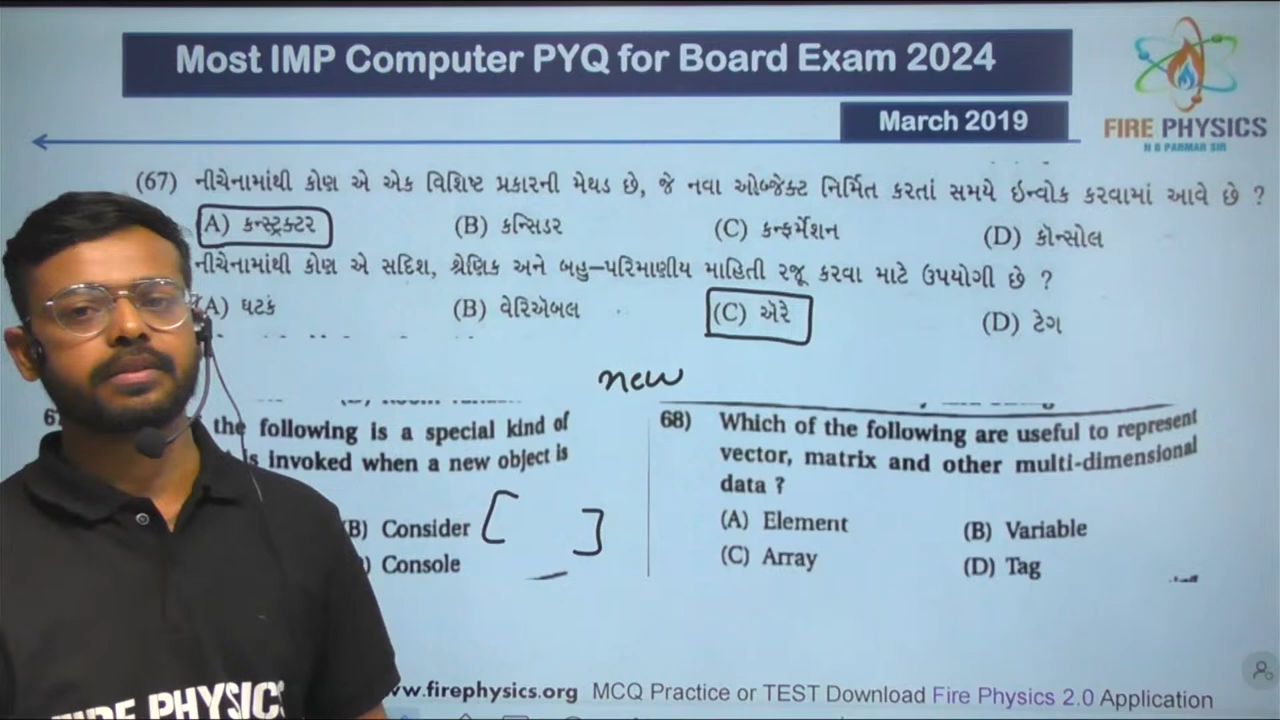 Most IMP Computer PYQ for Board Exam 2024
March 2019
FIRE PHYSICS
N B PARMAR SIR
(67) નીચેનામાંથી કોણ એ એક વિશિષ્ટ પ્રકારની મેથડ છે, જે નવા ઓબ્જેક્ટ નિર્મિત કરતાં સમયે ઇન્વોક કરવામાં આવે છે ?
A) કન્સ્ટ્રક્ટર (B) કન્સિડર (C) કન્ફર્મેશન (D) કૉન્સોલ
નીચેનામાંથી કોણ એ સદિશ, શ્રેણિક અને બહુ-પરિમાણીય માહિતી રજૂ કરવા માટે ઉપયોગી છે ?
A) ઘટક (B) વેરિએબલ (C) એરે (D) ટેગ
new
the following is a special kind of
is invoked when a new object is
B) Consider [ ]
) Console
68) Which of the following are useful to represent
vector, matrix and other multi-dimensional
data ?
(A) Element (B) Variable
(C) Array (D) Tag
FIRE PHYSICS
www.firephysics.org MCQ Practice or TEST Download Fire Physics 2.0 Application